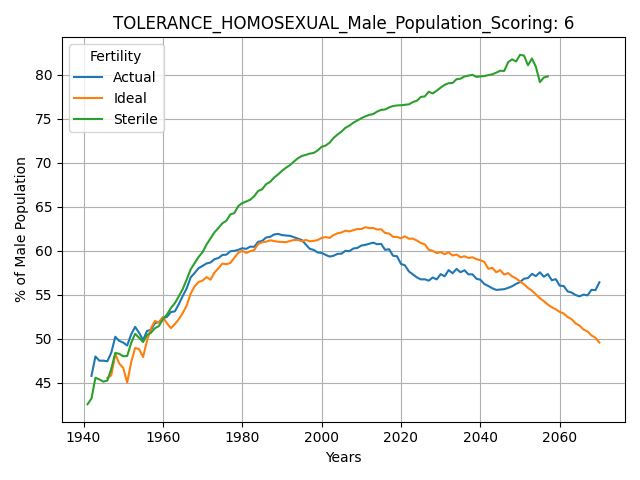 TOLERANCE_HOMOSEXUAL_Male_Population_Scoring: 6
Fertility
Actual
Ideal
Sterile
% of Male Population
80
75
70
65
60
55
50
45
1940 1960 1980 2000 2020 2040 2060
Years